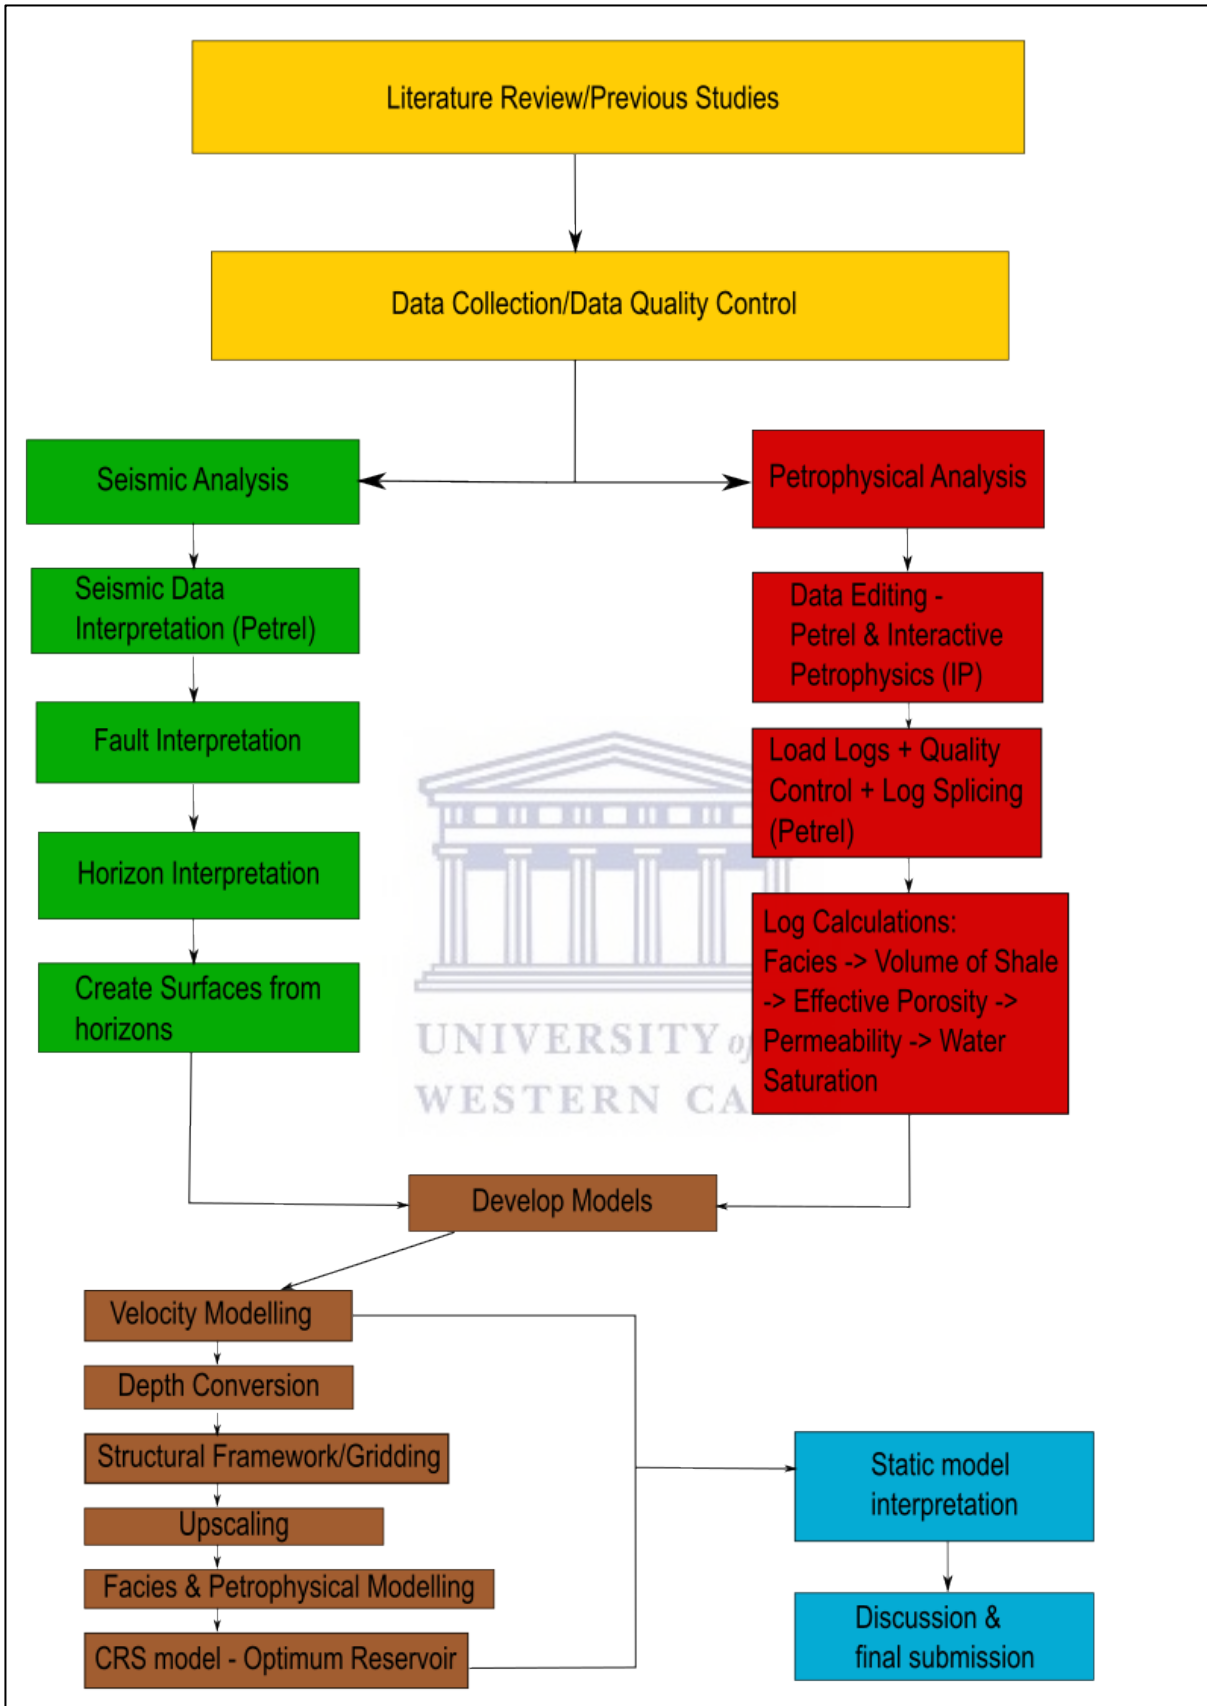 Literature Review/Previous Studies
Data Collection/Data Quality Control
Seismic Analysis
Seismic Data
Interpretation (Petrel)
Fault Interpretation
Horizon Interpretation
Create Surfaces from
horizons
Petrophysical Analysis
Data Editing -
Petrel & Interactive
Petrophysics (IP)
Load Logs + Quality
Control + Log Splicing
(Petrel)
Log Calculations:
Facies -> Volume of Shale
-> Effective Porosity ->
Permeability -> Water
Saturation
UNIVERSITY of
WESTERN CA
Develop Models
Velocity Modelling
Depth Conversion
Structural Framework/Gridding
Upscaling
Facies & Petrophysical Modelling
CRS model - Optimum Reservoir
Static model
interpretation
Discussion &
final submission